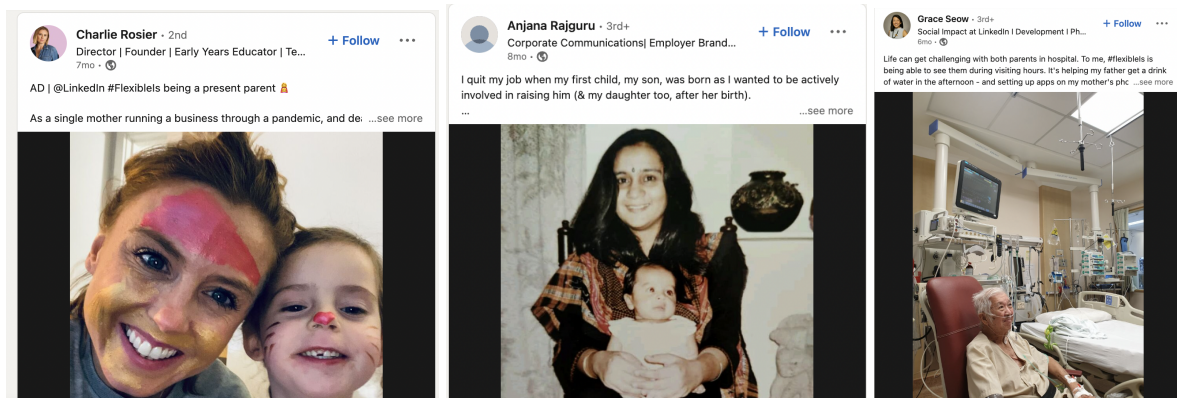 Charlie Rosier • 2nd
Director | Founder | Early Years Educator | Te...
7mo •
+ Follow
AD | @LinkedIn #FlexibleIs being a present parent 
As a single mother running a business through a pandemic, and dea ...see more
Anjana Rajguru • 3rd+
Corporate Communications| Employer Brand...
8mo •
+ Follow
I quit my job when my first child, my son, was born as I wanted to be actively
involved in raising him (& my daughter too, after her birth).
...
...see more
Grace Seow • 3rd+
Social Impact at LinkedIn I Development I Ph...
6mo •
+ Follow
Life can get challenging with both parents in hospital. To me, #flexibleIs is
being able to see them during visiting hours. It's helping my father get a drink
of water in the afternoon - and setting up apps on my mother's phc ...see more